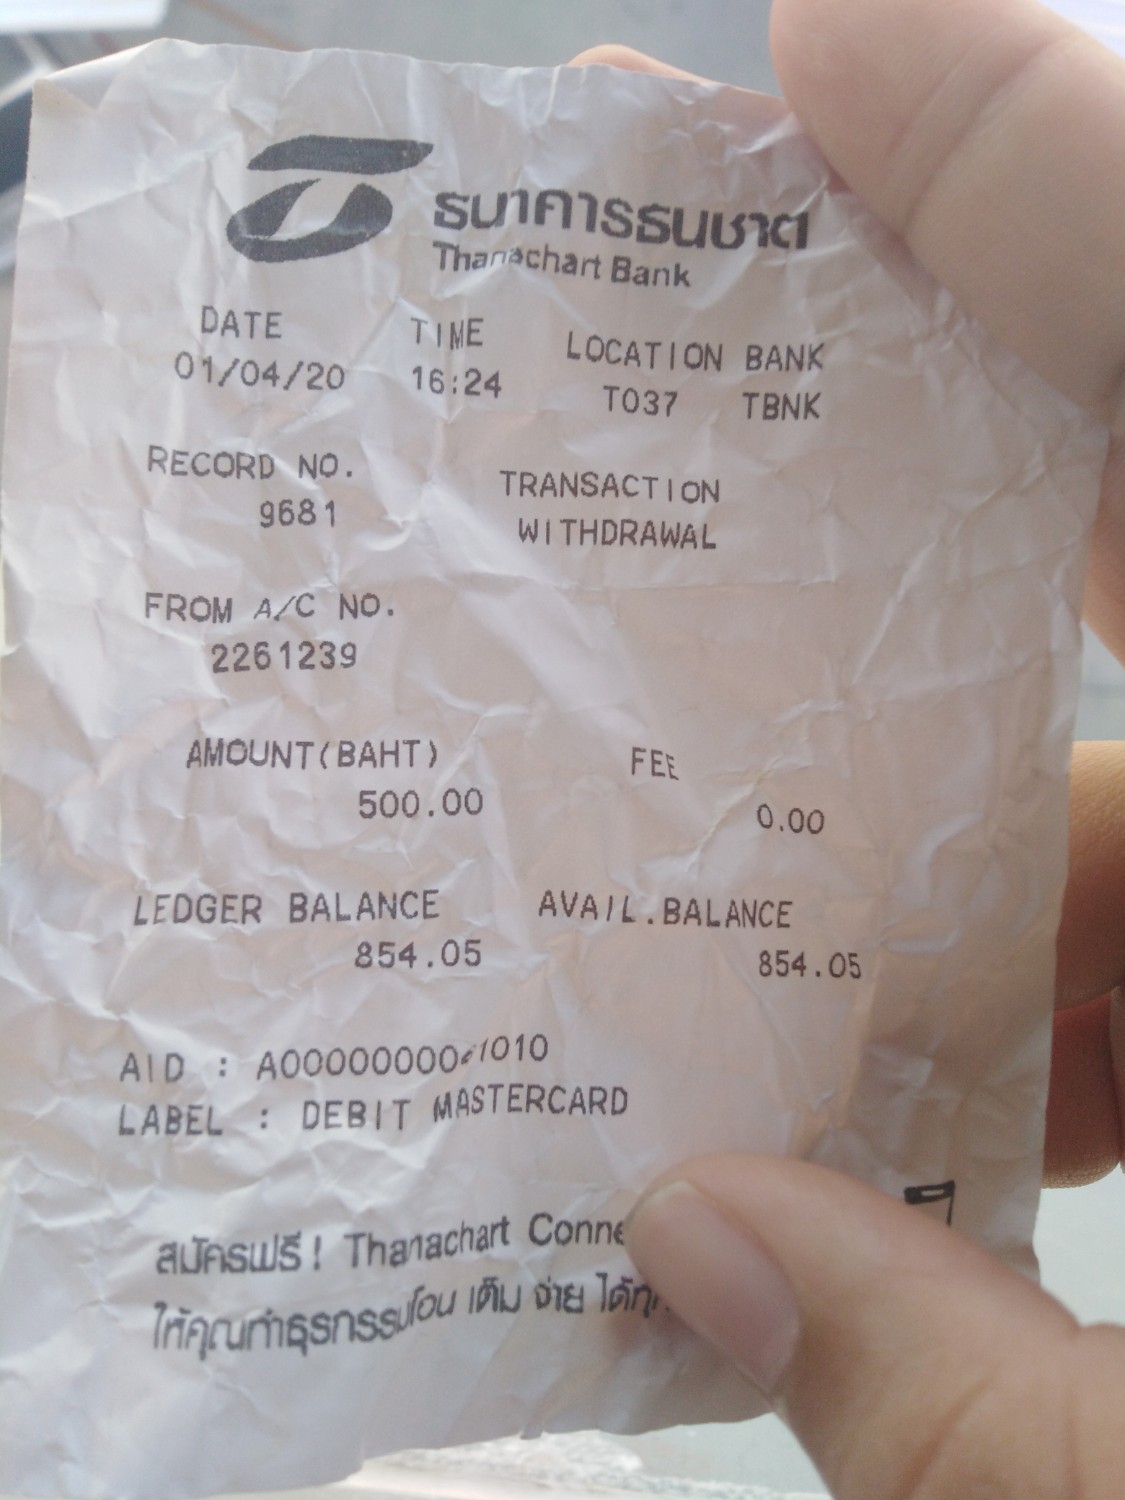 ธนาคารธนชาต
Thanachart Bank
DATE TIME LOCATION BANK
01/04/20 16:24 T037 TBNK
RECORD NO. TRANSACTION
9681 WITHDRAWAL
FROM A/C NO.
2261239
AMOUNT(BAHT) FEE
500.00 0.00
LEDGER BALANCE AVAIL.BALANCE
854.05 854.05
AID :
LABEL : DEBIT MASTERCARD
สมัครฟรี! Thanachart
ให้คุณทำธุรกรรมโอน เติม จ่าย